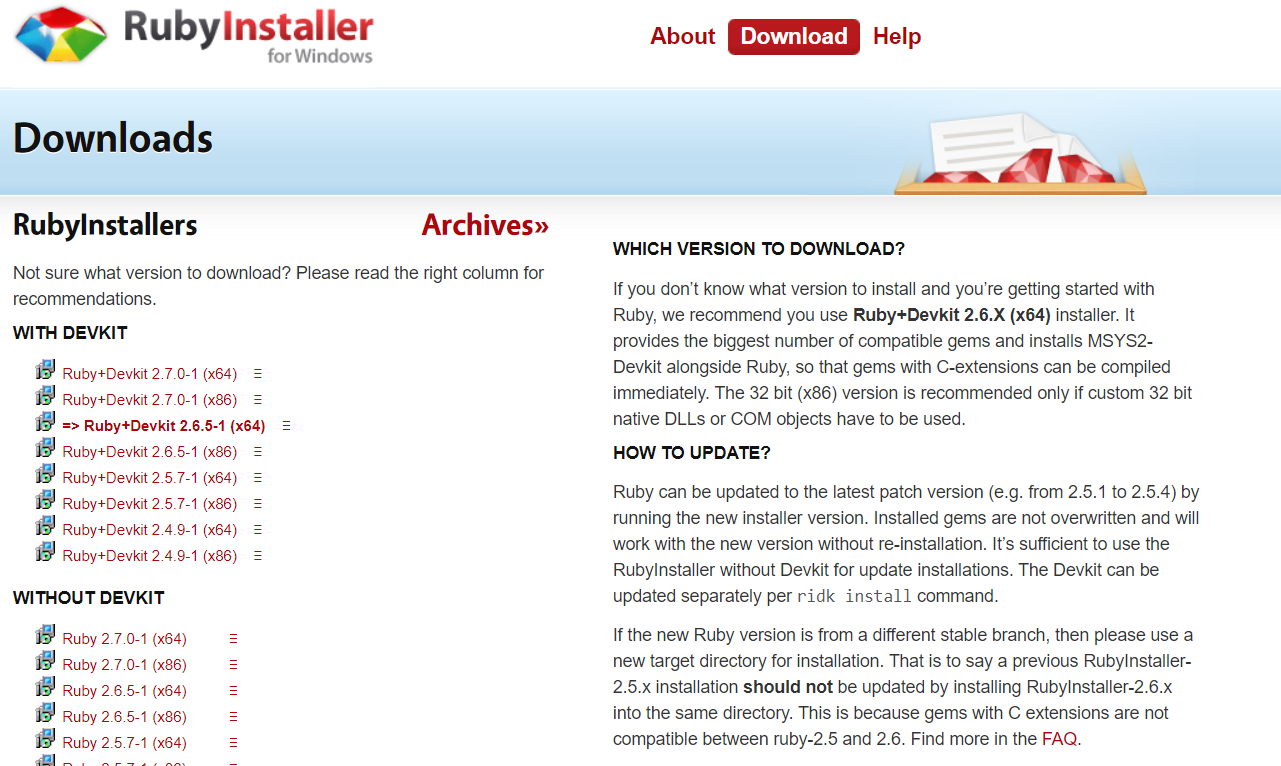 RubyInstaller
for Windows
About Download Help
Downloads
RubyInstallers Archives»
Not sure what version to download? Please read the right column for
recommendations.
WITH DEVKIT
Ruby+Devkit 2.7.0-1 (x64)
Ruby+Devkit 2.7.0-1 (x86)
=> Ruby+Devkit 2.6.5-1 (x64)
Ruby+Devkit 2.6.5-1 (x86)
Ruby+Devkit 2.5.7-1 (x64)
Ruby+Devkit 2.5.7-1 (x86)
Ruby+Devkit 2.4.9-1 (x64)
Ruby+Devkit 2.4.9-1 (x86)
WITHOUT DEVKIT
Ruby 2.7.0-1 (x64)
Ruby 2.7.0-1 (x86)
Ruby 2.6.5-1 (x64)
Ruby 2.6.5-1 (x86)
Ruby 2.5.7-1 (x64)
WHICH VERSION TO DOWNLOAD?
If you don’t know what version to install and you’re getting started with
Ruby, we recommend you use Ruby+Devkit 2.6.X (x64) installer. It
provides the biggest number of compatible gems and installs MSYS2-
Devkit alongside Ruby, so that gems with C-extensions can be compiled
immediately. The 32 bit (x86) version is recommended only if custom 32 bit
native DLLs or COM objects have to be used.
HOW TO UPDATE?
Ruby can be updated to the latest patch version (e.g. from 2.5.1 to 2.5.4) by
running the new installer version. Installed gems are not overwritten and will
work with the new version without re-installation. It’s sufficient to use the
RubyInstaller without Devkit for update installations. The Devkit can be
updated separately per ridk install command.
If the new Ruby version is from a different stable branch, then please use a
new target directory for installation. That is to say a previous RubyInstaller-
2.5.x installation should not be updated by installing RubyInstaller-2.6.x
into the same directory. This is because gems with C extensions are not
compatible between ruby-2.5 and 2.6. Find more in the FAQ.